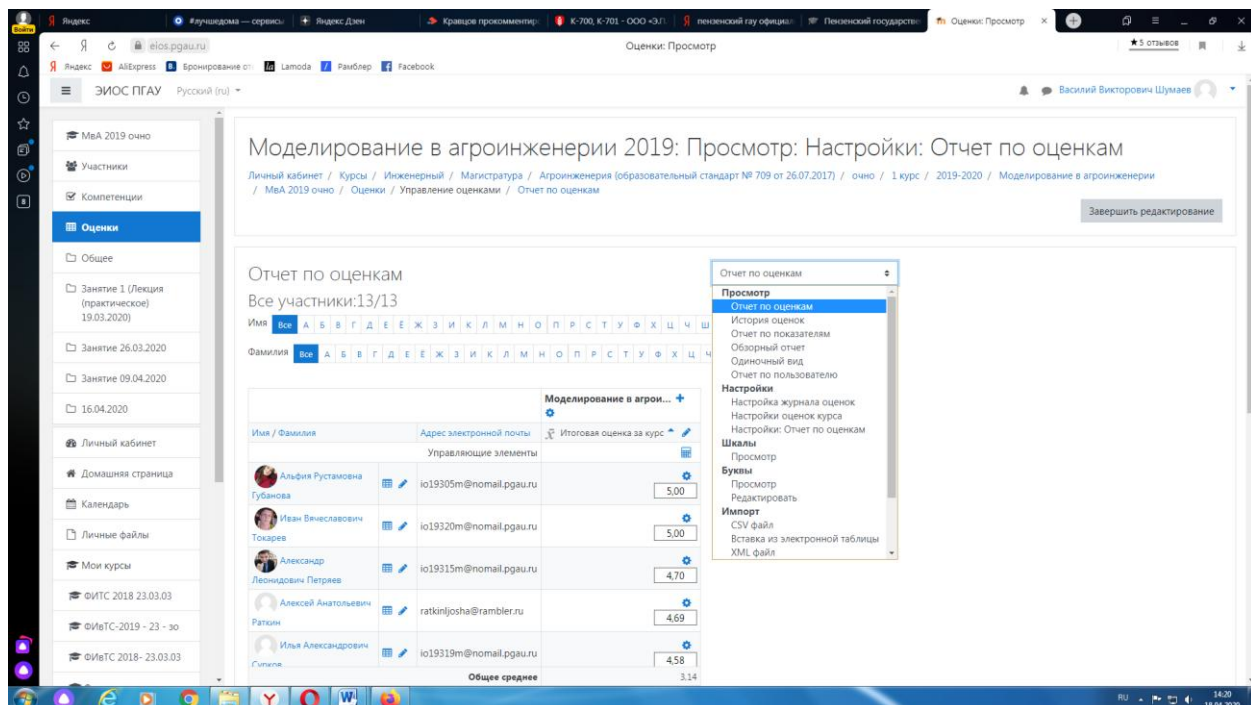 Войти
Яндекс
#лучшедома — сервисы
Яндекс.Дзен
Кравцов прокомментиро
К-700, К-701 - ООО «ЭЛ
пензенский гау официал
Пензенский государстве
Оценки: Просмотр
eios.pgau.ru
Оценки: Просмотр
★ 5 отзывов
Яндекс
AliExpress
Бронирование от
Lamoda
Рамблер
Facebook
ЭИОС ПГАУ Русский (ru)
Василий Викторович Шумаев
МвА 2019 очно
Участники
Компетенции
Оценки
Общее
Занятие 1 (Лекция
(практическое)
19.03.2020)
Занятие 26.03.2020
Занятие 09.04.2020
16.04.2020
Личный кабинет
Домашняя страница
Календарь
Личные файлы
Мои курсы
ФИТС 2018 23.03.03
ФИвТС-2019 - 23 - зо
ФИвТС 2018- 23.03.03
Моделирование в агроинженерии 2019: Просмотр: Настройки: Отчет по оценкам
Личный кабинет / Курсы / Инженерный / Магистратура / Агроинженерия (образовательный стандарт № 709 от 26.07.2017) / очно / 1 курс / 2019-2020 / Моделирование в агроинженерии
/ МвА 2019 очно / Оценки / Управление оценками / Отчет по оценкам
Завершить редактирование
Отчет по оценкам
Все участники:13/13
Имя Все А Б В Г Д Е Ё Ж З И К Л М Н О П Р С Т У Ф Х Ц Ч Ш
Фамилия Все А Б В Г Д Е Ё Ж З И К Л М Н О П Р С Т У Ф Х Ц Ч
Моделирование в агрои...
Имя / Фамилия Адрес электронной почты Итоговая оценка за курс
Управляющие элементы
Альфия Рустамовна
Губанова
io19305m@nomail.pgau.ru
5,00
Иван Вячеславович
Токарев
io19320m@nomail.pgau.ru
5,00
Александр
Леонидович Петряев
io19315m@nomail.pgau.ru
4,70
Алексей Анатольевич
Раткин
ratkinljosha@rambler.ru
4,69
Илья Александрович
Сурков
io19319m@nomail.pgau.ru
4,58
Общее среднее 3,14
Отчет по оценкам
Просмотр
Отчет по оценкам
История оценок
Отчет по показателям
Обзорный отчет
Одиночный вид
Отчет по пользователю
Настройки
Настройка журнала оценок
Настройки оценок курса
Настройки: Отчет по оценкам
Шкалы
Просмотр
Буквы
Просмотр
Редактировать
Импорт
CSV файл
Вставка из электронной таблицы
XML файл
RU
14:20
18.04.2020